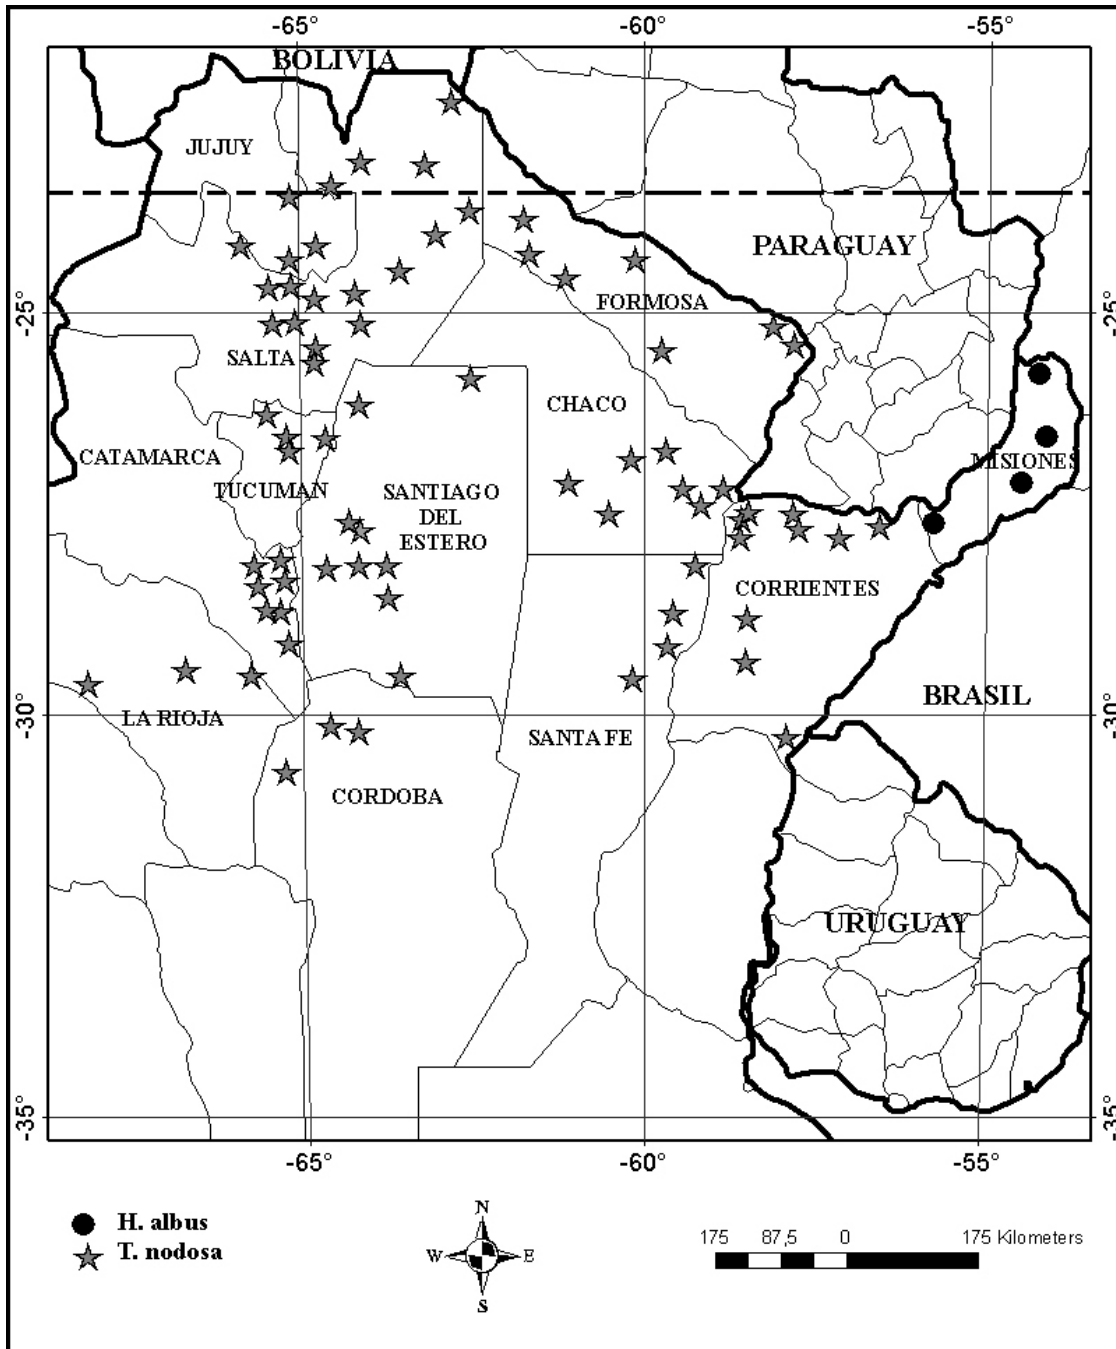 -65° -60° -55°
BOLIVIA
JUJUY
PARAGUAY
-25° -25°
FORMOSA
SALTA
CHACO
CATAMARCA
MISIONES
TUCUMAN
SANTIAGO
DEL
ESTERO
CORRIENTES
BRASIL
LA RIOJA
-30° -30°
SANTA FE
CORDOBA
URUGUAY
-35° -35°
-65° -60° -55°
H. albus
T. nodosa
N
W E
S
175 87,5 0 175 Kilometers